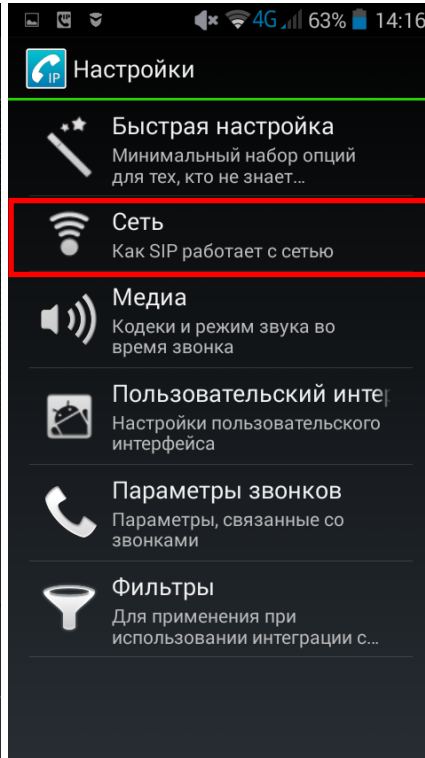 4G 63% 14:16
IP Настройки
Быстрая настройка
Минимальный набор опций
для тех, кто не знает...
Сеть
Как SIP работает с сетью
Медиа
Кодеки и режим звука во
время звонка
Пользовательский интер
Настройки пользовательского
интерфейса
Параметры звонков
Параметры, связанные со
звонками
Фильтры
Для применения при
использовании интеграции с...